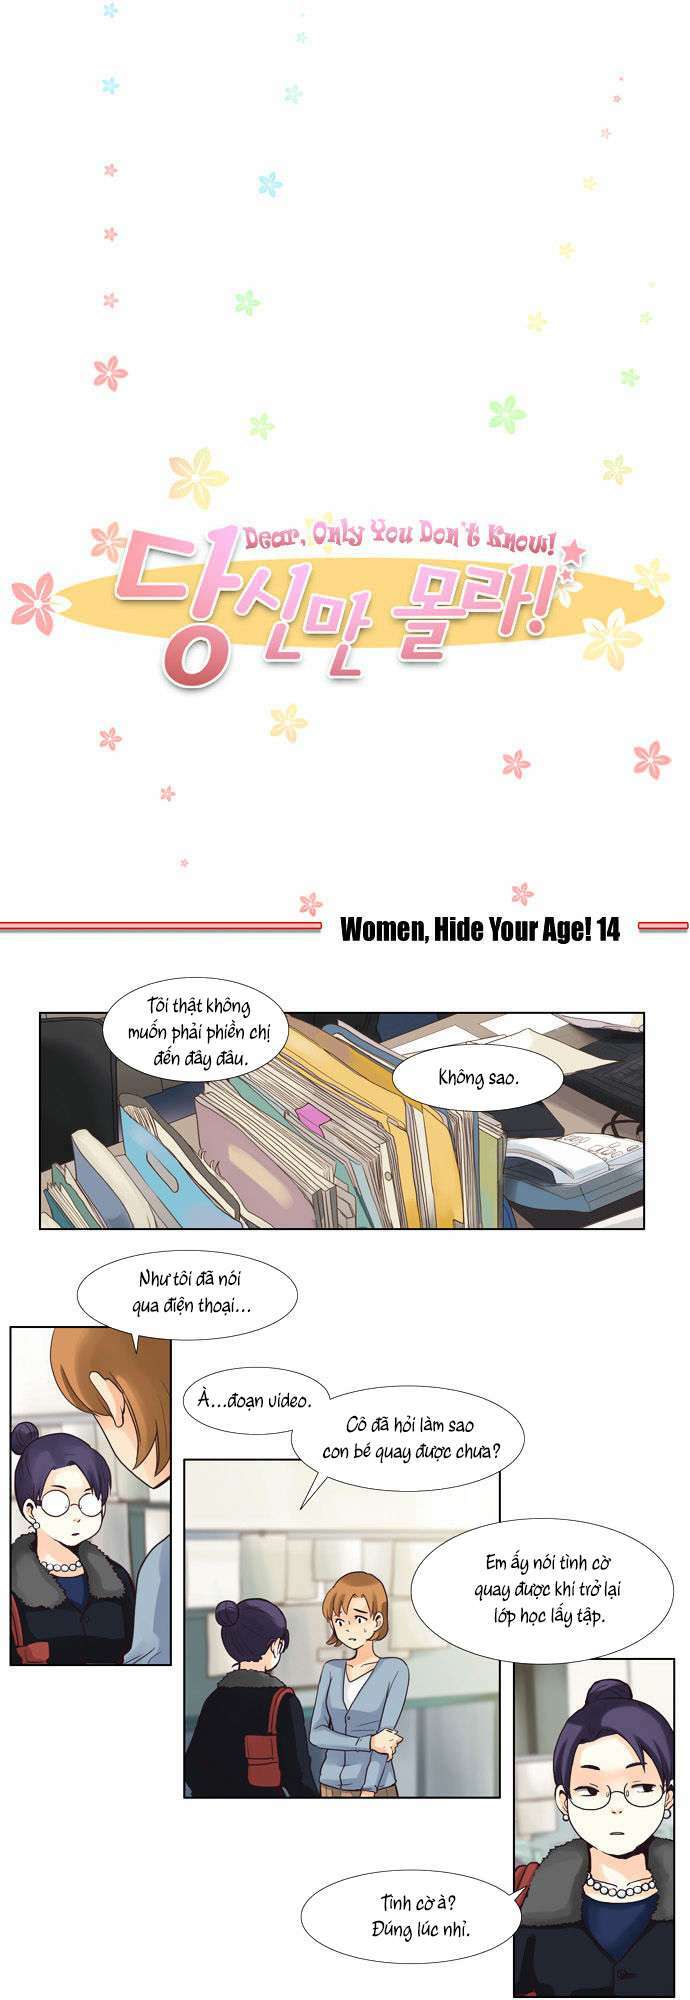 Dear, Only You Don't Know!
당신만 몰라!
Women, Hide Your Age! 14
Tôi thật không
muốn phải phiền chị
đến đây đâu.
Không sao.
Như tôi đã nói
qua điện thoại...
À...đoạn video.
Cô đã hỏi làm sao
con bé quay được chưa?
Em ấy nói tình cờ
quay được khi trở lại
lớp học lấy tập.
Tình cờ à?
Đúng lúc nhỉ.